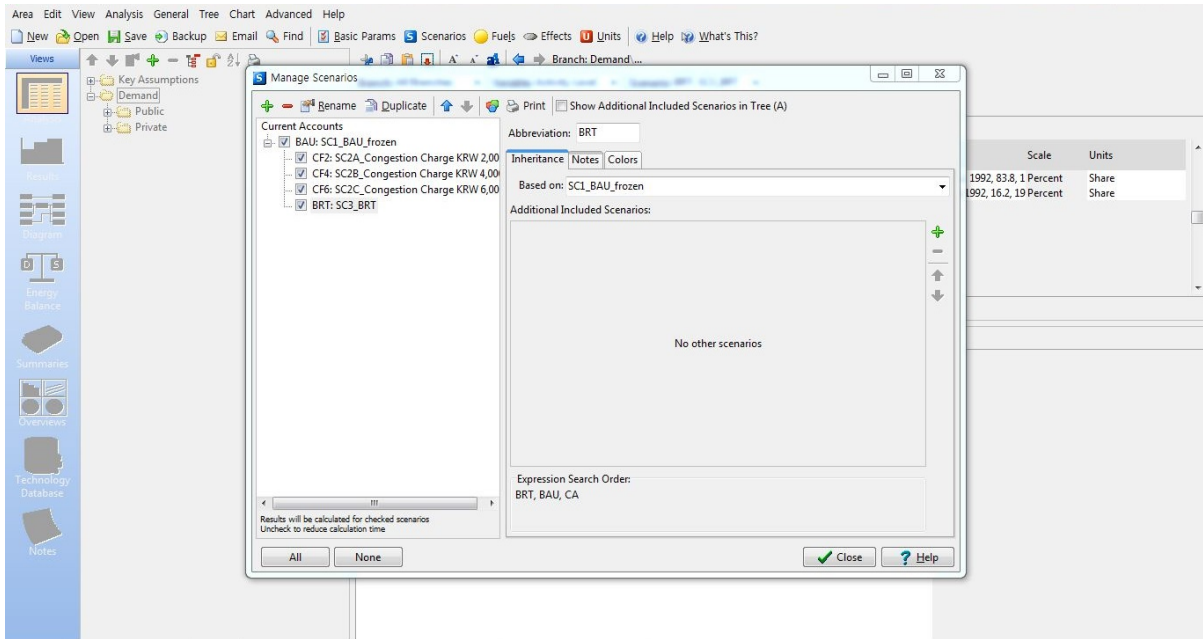 Area Edit View Analysis General Tree Chart Advanced Help
New Open Save Backup Email Find Basic Params Scenarios Fuels Effects Units Help What's This?
Views
Branch: Demand\...
Key Assumptions
Demand
Public
Private
Results
Diagram
Energy
Balance
Summaries
Overviews
Technology
Database
Notes
Manage Scenarios
Rename Duplicate Print Show Additional Included Scenarios in Tree (A)
Current Accounts
BAU: SC1_BAU_frozen
CF2: SC2A_Congestion Charge KRW 2,00
CF4: SC2B_Congestion Charge KRW 4,00
CF6: SC2C_Congestion Charge KRW 6,00
BRT: SC3_BRT
Results will be calculated for checked scenarios
Uncheck to reduce calculation time
All None
Abbreviation: BRT
Inheritance Notes Colors
Based on: SC1_BAU_frozen
Additional Included Scenarios:
No other scenarios
Expression Search Order:
BRT, BAU, CA
Close Help
Scale Units
1992, 83.8, 1 Percent Share
1992, 16.2, 19 Percent Share